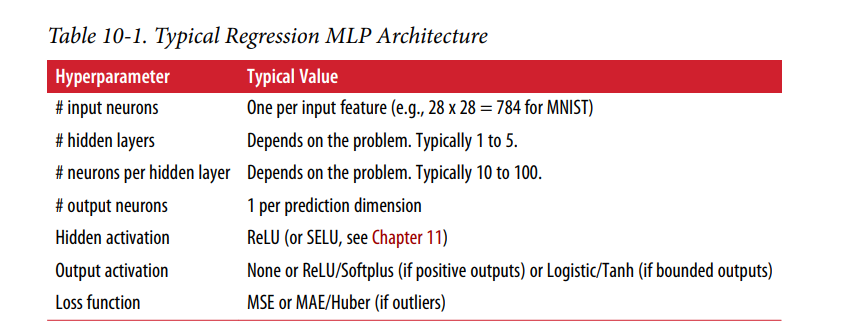 Table 10-1. Typical Regression MLP Architecture
Hyperparameter Typical Value
# input neurons One per input feature (e.g., 28 x 28 = 784 for MNIST)
# hidden layers Depends on the problem. Typically 1 to 5.
# neurons per hidden layer Depends on the problem. Typically 10 to 100.
# output neurons 1 per prediction dimension
Hidden activation ReLU (or SELU, see Chapter 11)
Output activation None or ReLU/Softplus (if positive outputs) or Logistic/Tanh (if bounded outputs)
Loss function MSE or MAE/Huber (if outliers)